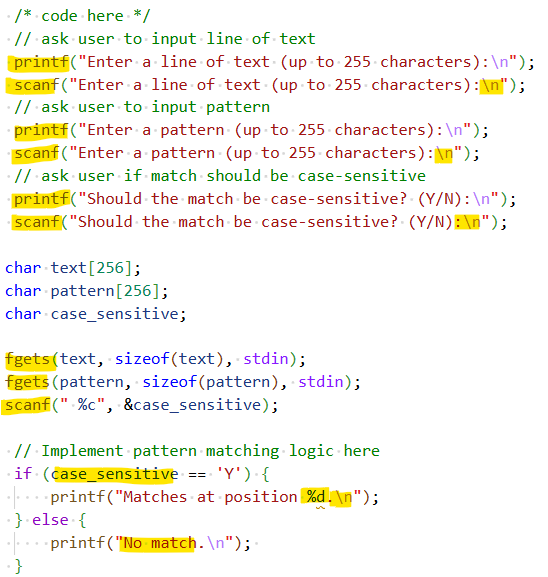 /* code here */
// ask user to input line of text
printf("Enter a line of text (up to 255 characters):\n");
scanf("Enter a line of text (up to 255 characters):\n");
// ask user to input pattern
printf("Enter a pattern (up to 255 characters):\n");
scanf("Enter a pattern (up to 255 characters):\n");
// ask user if match should be case-sensitive
printf("Should the match be case-sensitive? (Y/N):\n");
scanf("Should the match be case-sensitive? (Y/N):\n");
char text[256];
char pattern[256];
char case_sensitive;
fgets(text, sizeof(text), stdin);
fgets(pattern, sizeof(pattern), stdin);
scanf(" %c", &case_sensitive);
// Implement pattern matching logic here
if (case_sensitive == 'Y') {
    printf("Matches at position %d.\n");
} else {
    printf("No match.\n");
}